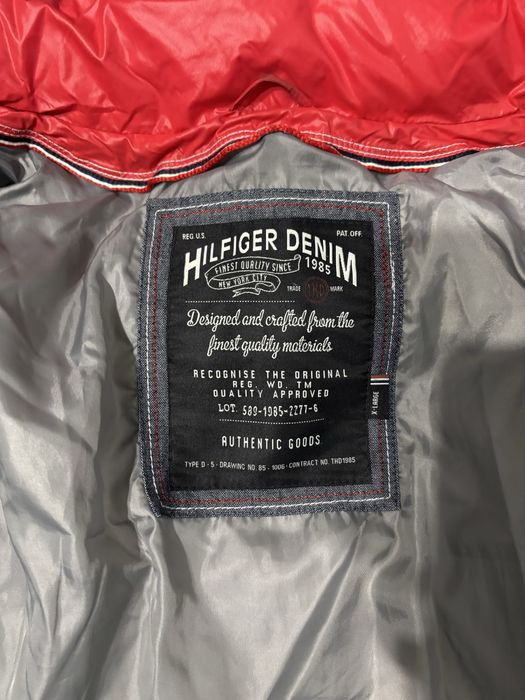 REG. U.S. PAT. OFF.
HILFIGER DENIM
FINEST QUALITY SINCE 1985
NEW YORK CITY
TRADE THD MARK
Designed and crafted from the
finest quality materials
RECOGNISE THE ORIGINAL
REG. WD. TM
QUALITY APPROVED
LOT. 589-1985-2277-6
X-LARGE
AUTHENTIC GOODS
TYPE D - 5 - DRAWING NO. 85 - 1006 - CONTRACT NO. THD1985